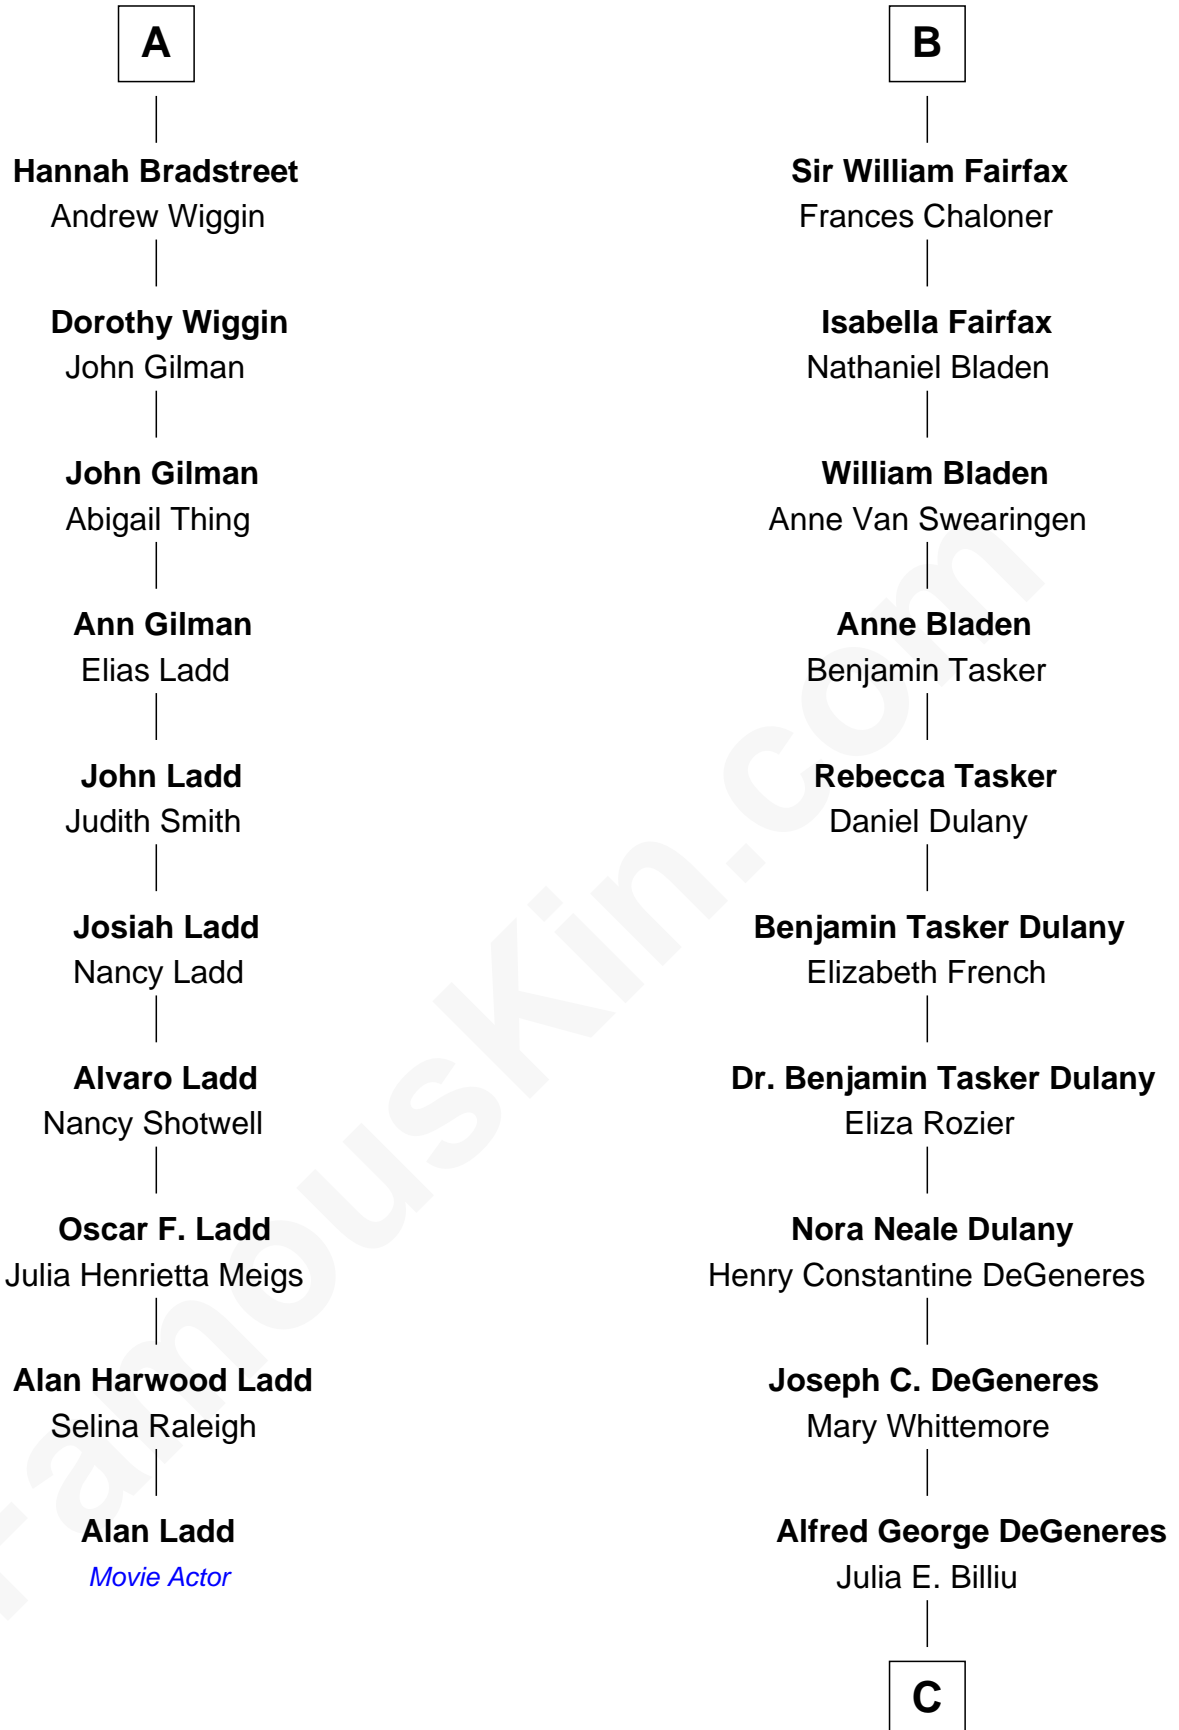 A
Hannah Bradstreet
Andrew Wiggin
Dorothy Wiggin
John Gilman
John Gilman
Abigail Thing
Ann Gilman
Elias Ladd
John Ladd
Judith Smith
Josiah Ladd
Nancy Ladd
Alvaro Ladd
Nancy Shotwell
Oscar F. Ladd
Julia Henrietta Meigs
Alan Harwood Ladd
Selina Raleigh
Alan Ladd
Movie Actor
B
Sir William Fairfax
Frances Chaloner
Isabella Fairfax
Nathaniel Bladen
William Bladen
Anne Van Swearingen
Anne Bladen
Benjamin Tasker
Rebecca Tasker
Daniel Dulany
Benjamin Tasker Dulany
Elizabeth French
Dr. Benjamin Tasker Dulany
Eliza Rozier
Nora Neale Dulany
Henry Constantine DeGeneres
Joseph C. DeGeneres
Mary Whittemore
Alfred George DeGeneres
Julia E. Billiu
C
FamousKin.com